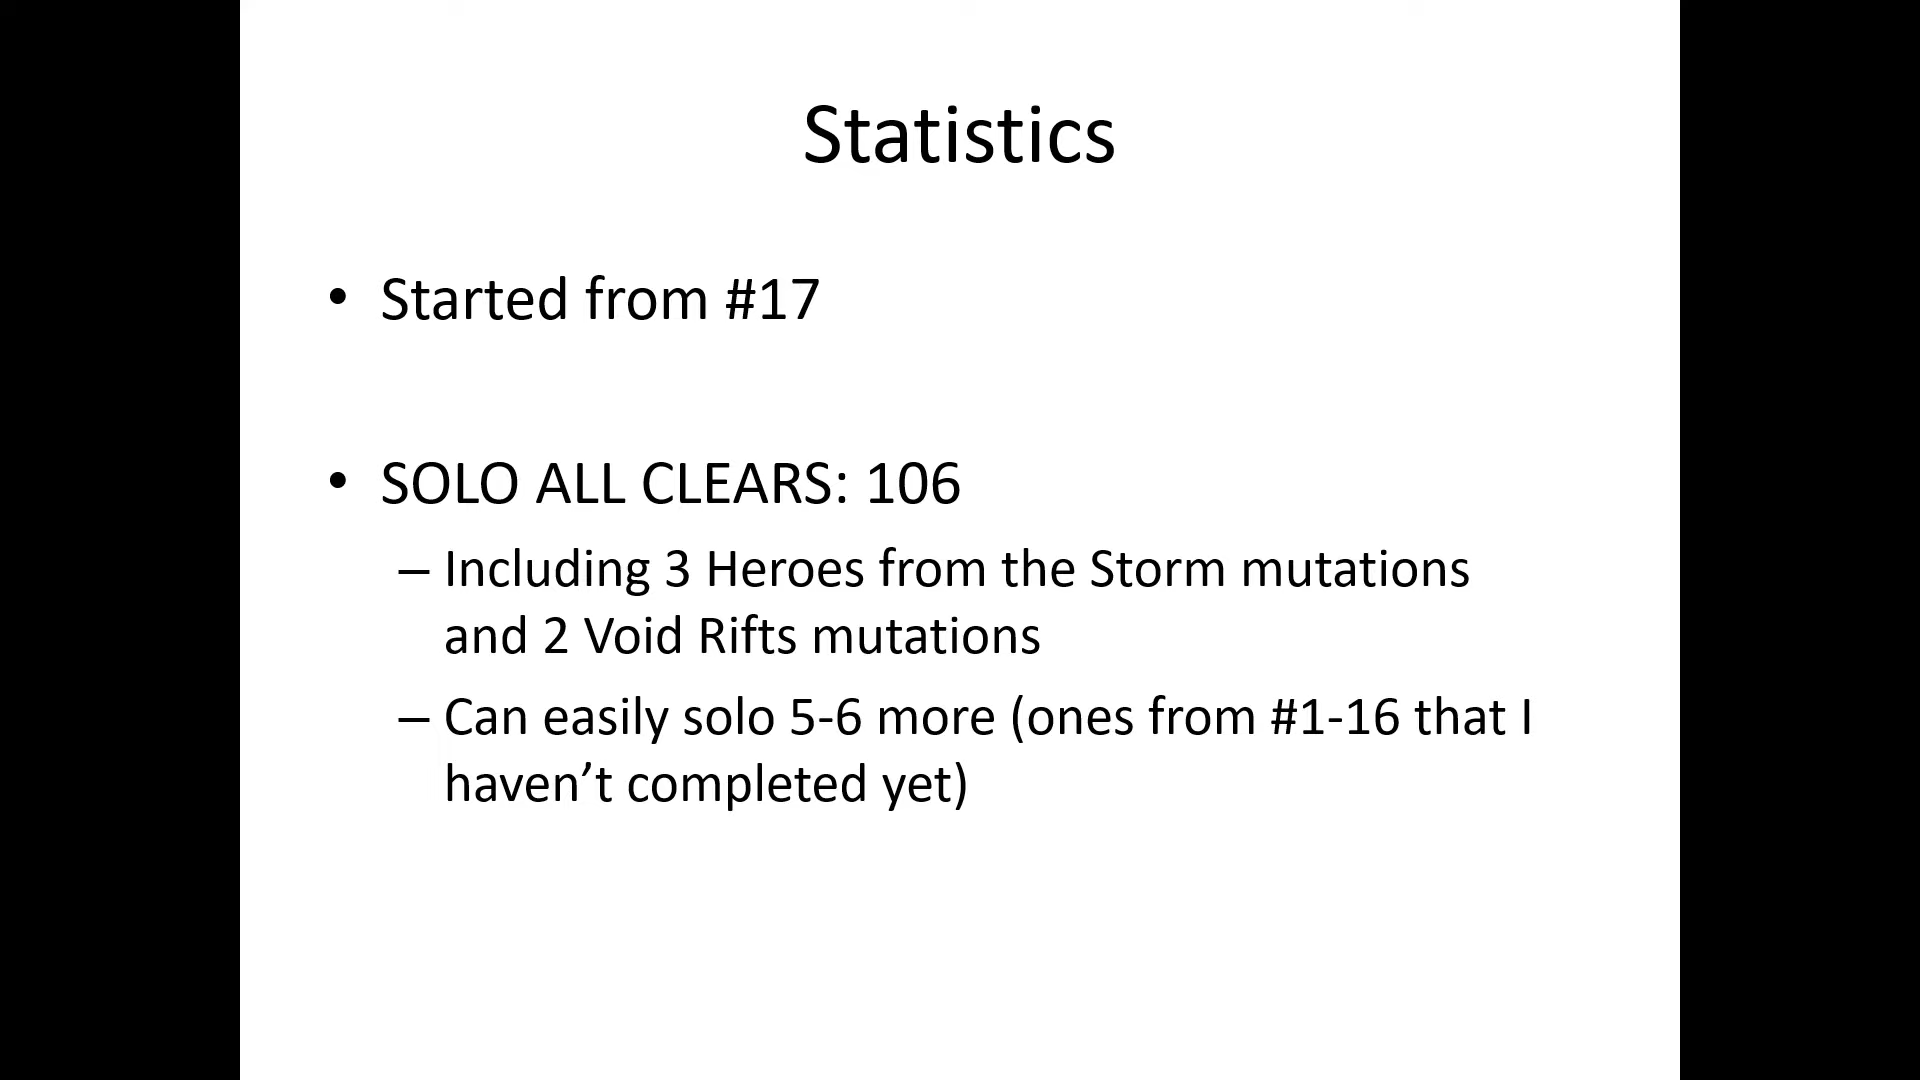 Statistics
• Started from #17
• SOLO ALL CLEARS: 106
– Including 3 Heroes from the Storm mutations
and 2 Void Rifts mutations
– Can easily solo 5-6 more (ones from #1-16 that I
haven’t completed yet)